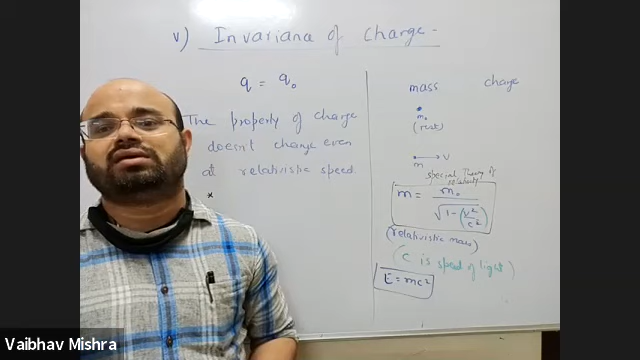 v) Invariana of Charge -
q = q₀
The property of charge
doesn't change even
at relativistic speed
*
mass charge
m₀
(rest)
→ V
m
special Theory of
relativity
m = m₀ / √(1 - (v²/c²))
(relativistic mass)
( c is speed of light )
E = mc²
Vaibhav Mishra